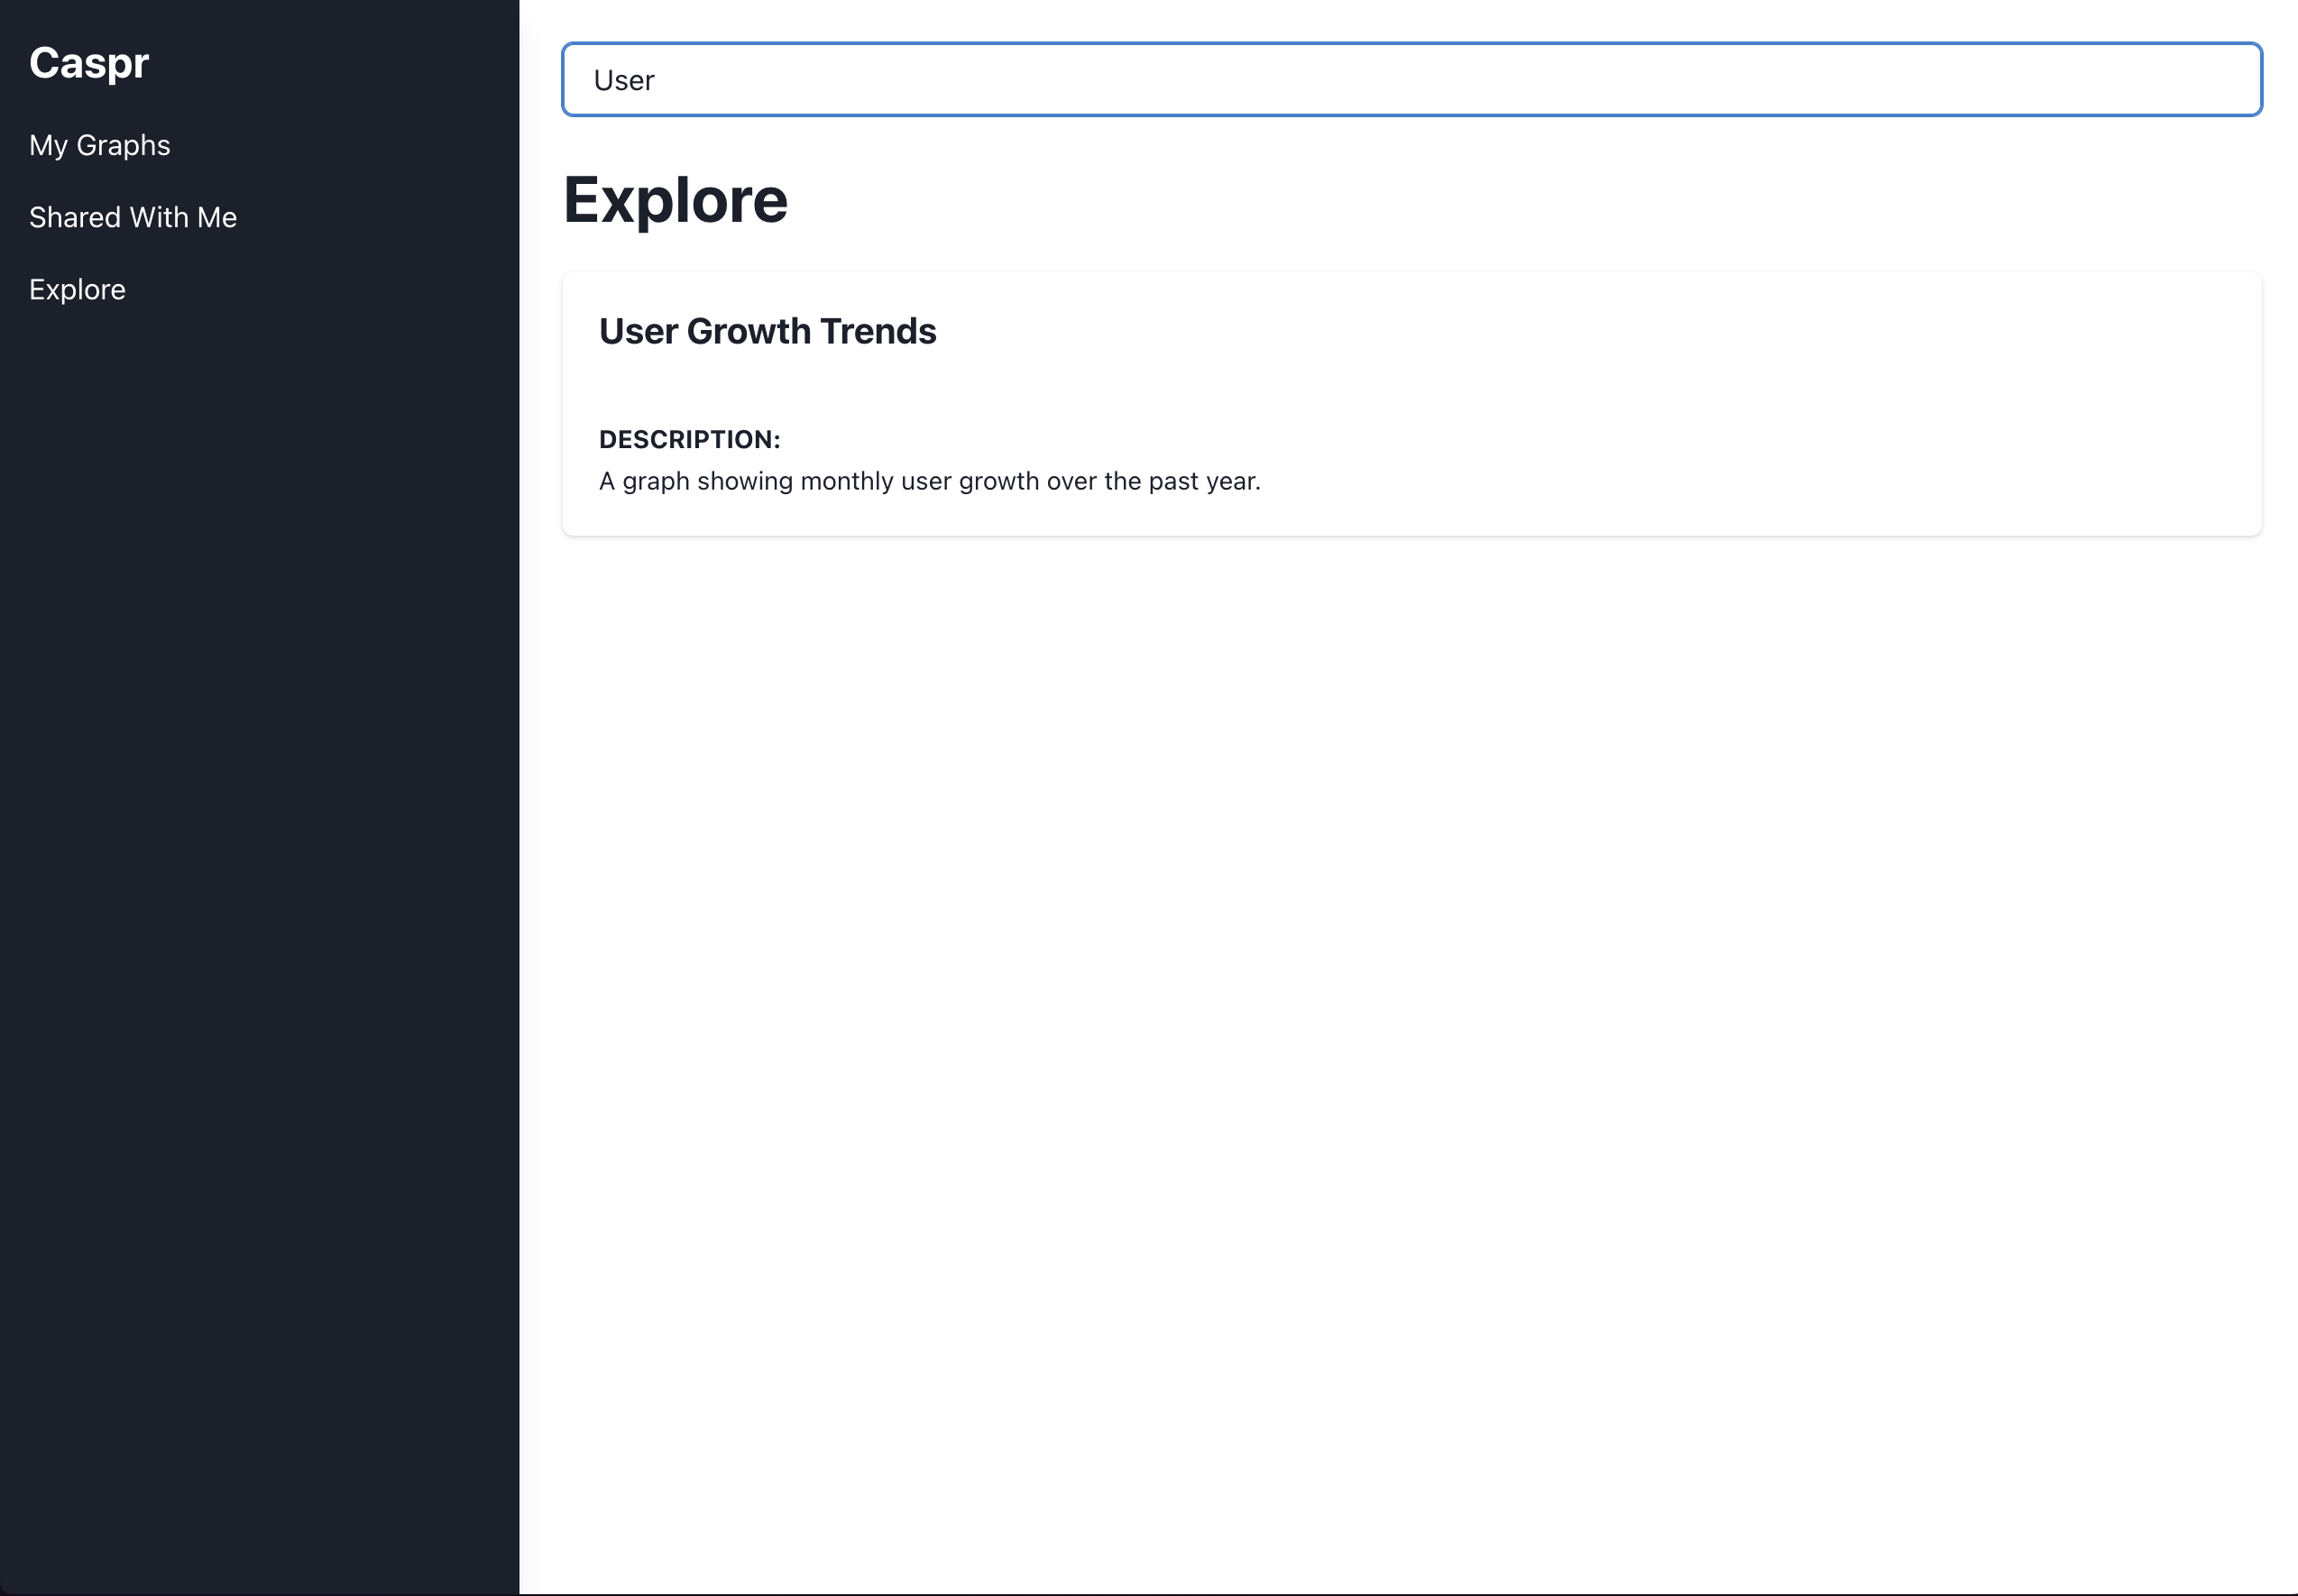 Caspr
My Graphs
Shared With Me
Explore
User
Explore
User Growth Trends
DESCRIPTION:
A graph showing monthly user growth over the past year.